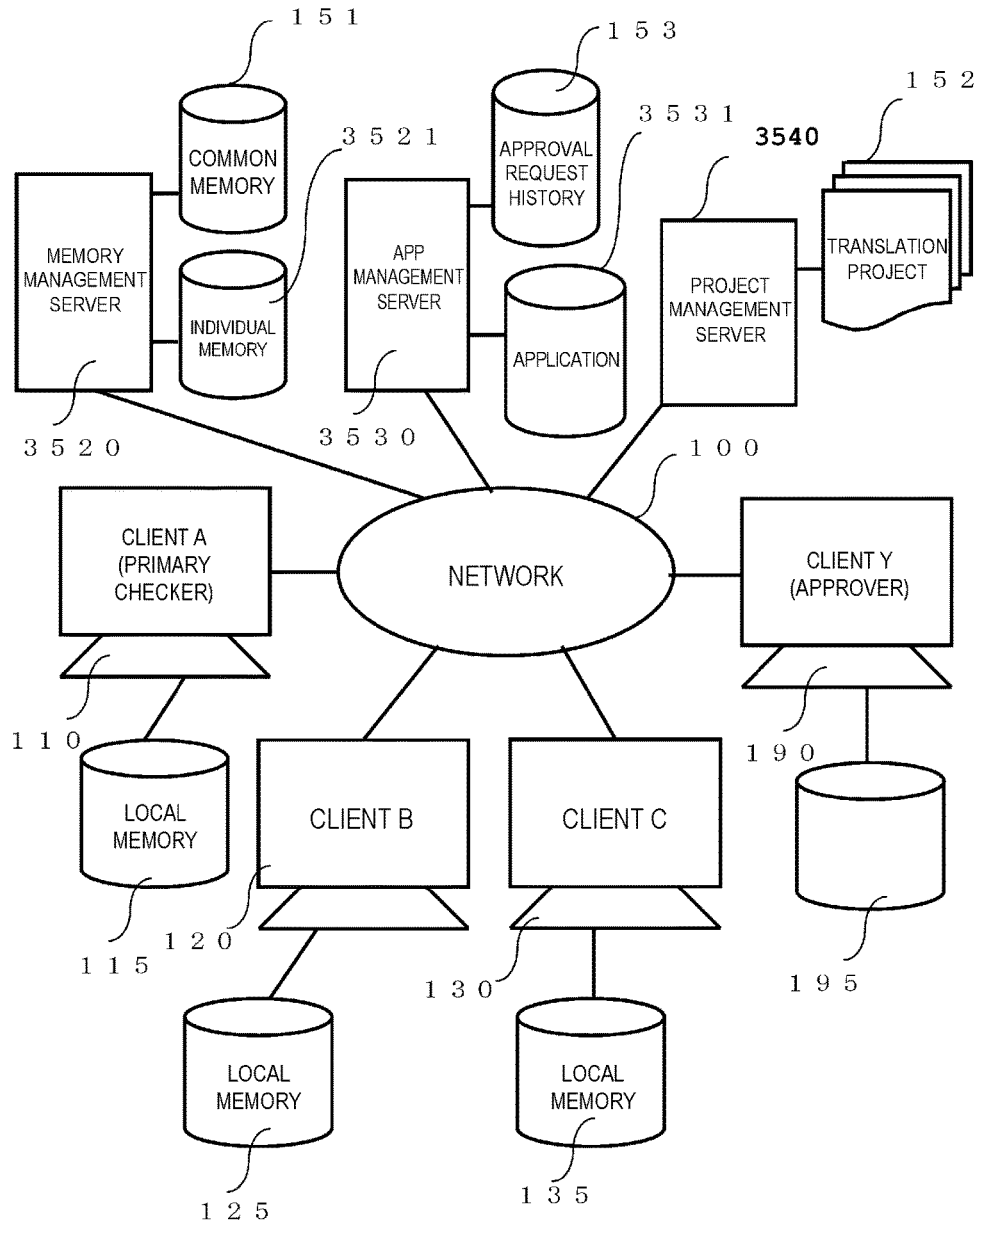 151
COMMON
MEMORY
3521
INDIVIDUAL
MEMORY
MEMORY
MANAGEMENT
SERVER
3520
153
APPROVAL
REQUEST
HISTORY
3531
APPLICATION
APP
MANAGEMENT
SERVER
3530
3540
PROJECT
MANAGEMENT
SERVER
152
TRANSLATION
PROJECT
100
NETWORK
CLIENT A
(PRIMARY
CHECKER)
110
LOCAL
MEMORY
115
CLIENT B
120
LOCAL
MEMORY
125
CLIENT C
130
LOCAL
MEMORY
135
CLIENT Y
(APPROVER)
190
195